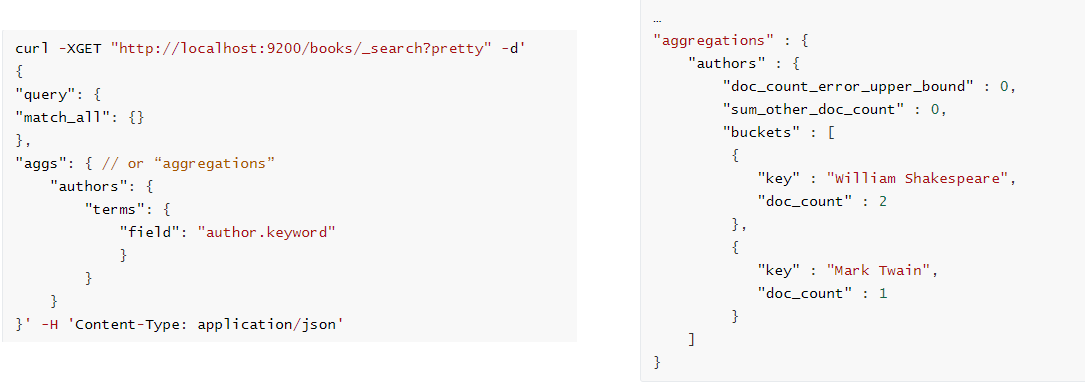 curl -XGET "http://localhost:9200/books/_search?pretty" -d'
{
"query": {
"match_all": {}
},
"aggs": { // or “aggregations”
"authors": {
"terms": {
"field": "author.keyword"
}
}
}
}' -H 'Content-Type: application/json'
…
"aggregations" : {
"authors" : {
"doc_count_error_upper_bound" : 0,
"sum_other_doc_count" : 0,
"buckets" : [
{
"key" : "William Shakespeare",
"doc_count" : 2
},
{
"key" : "Mark Twain",
"doc_count" : 1
}
]
}